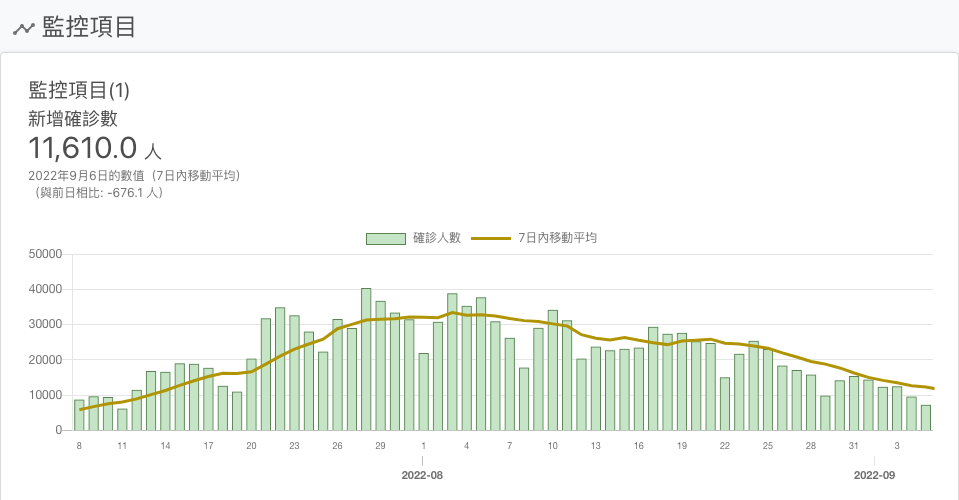 監控項目
監控項目(1)
新增確診數
11,610.0 人
2022年9月6日的數值（7日內移動平均）
（與前日相比: -676.1 人）
確診人數 7日內移動平均
50000
40000
30000
20000
10000
0
8 11 14 17 20 23 26 29 1 4 7 10 13 16 19 22 25 28 31 3
2022-08 2022-09